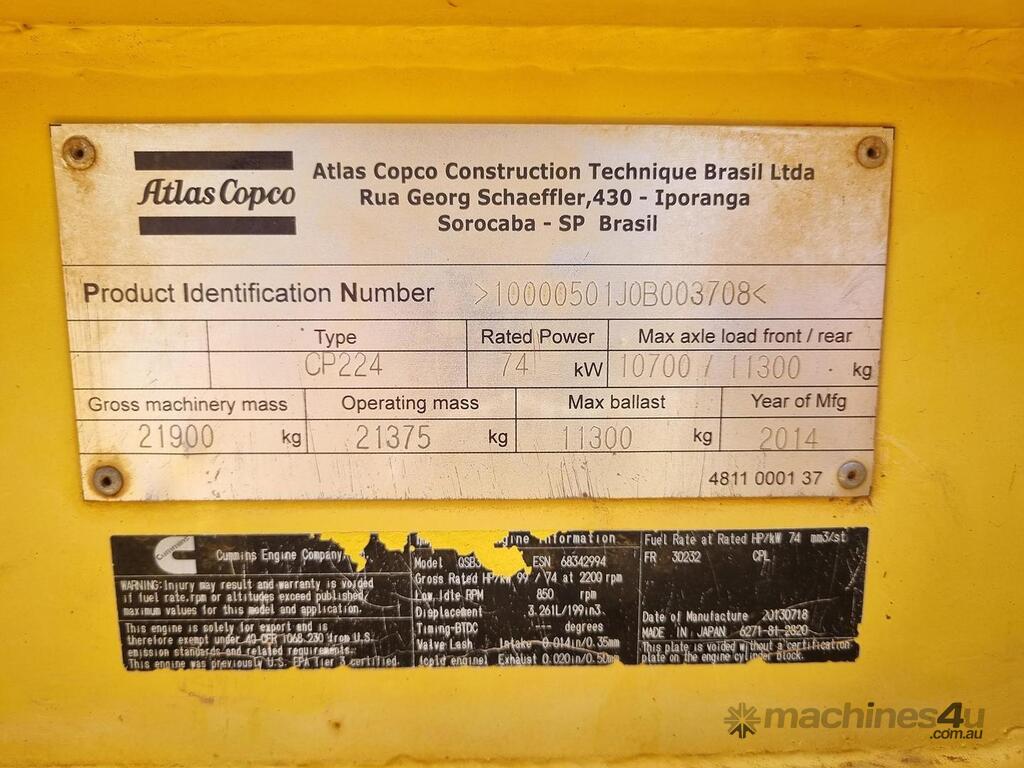 Atlas Copco
Atlas Copco Construction Technique Brasil Ltda
Rua Georg Schaeffler,430 - Iporanga
Sorocaba - SP Brasil
Product Identification Number >10000501J0B003708<
Type Rated Power Max axle load front / rear
CP224 74 kW 10700 / 11300 kg
Gross machinery mass Operating mass Max ballast Year of Mfg
21900 kg 21375 kg 11300 kg 2014
4811 0001 37
Cummins
Cummins Engine Company,
WARNING: Injury may result and warranty is voided
if fuel rate.rpm or altitudes exceed published
maximum values for this model and application.
This engine is solely for export and is
therefore exempt under 40 CFR 1068.230 from U.S.
emission standards and related requirements.
This engine was previously U.S. EPA Tier 3 certified.
Information
Model ESN 68342994
Gross Rated HP/kW 99 / 74 at 2200 rpm
Low Idle RPM 850 rpm
Displacement 3.261L/199in3
Timing-BTDC --- degrees
Valve Lash Intake 0.014in/0.35mm
(cold engine) Exhaust 0.020in/0.50mm
Fuel Rate at Rated HP/kW 74 mm3/st
FR 30232 CPL
Date of Manufacture 20130718
MADE IN JAPAN 6271-81-2820
This plate is voided without a certification
plate on the engine cylinder block.
machines4u
.com.au